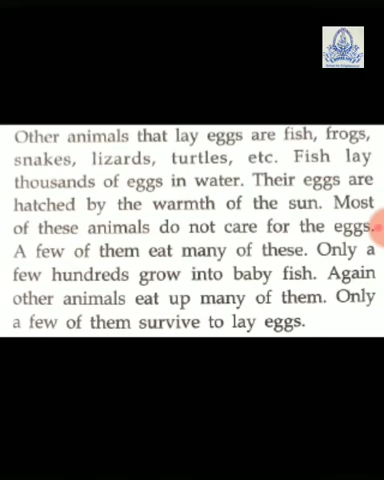 Other animals that lay eggs are fish, frogs,
snakes, lizards, turtles, etc. Fish lay
thousands of eggs in water. Their eggs are
hatched by the warmth of the sun. Most
of these animals do not care for the eggs.
A few of them eat many of these. Only a
few hundreds grow into baby fish. Again
other animals eat up many of them. Only
a few of them survive to lay eggs.